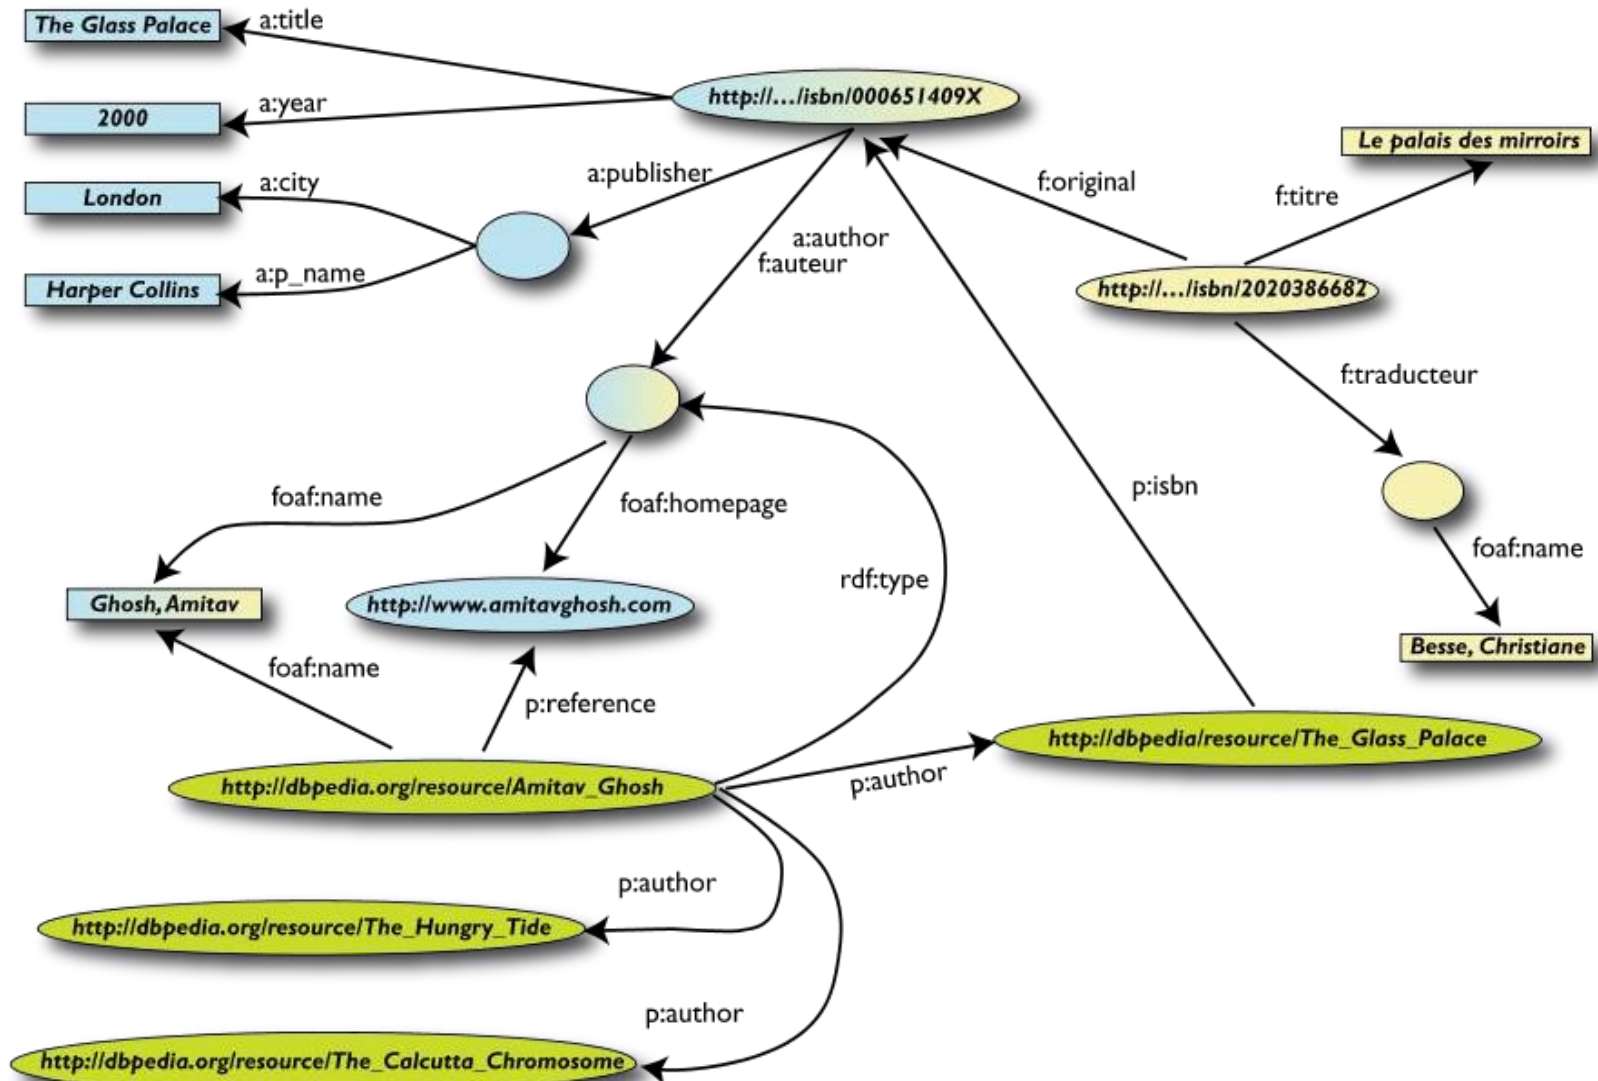 The Glass Palace
a:title
http://.../isbn/000651409X
2000
a:year
Le palais des mirroirs
a:publisher
f:original
f:titre
London
a:city
a:author
f:auteur
Harper Collins
a:p_name
http://.../isbn/2020386682
f:traducteur
foaf:name
foaf:homepage
p:isbn
foaf:name
rdf:type
Ghosh, Amitav
http://www.amitavghosh.com
Besse, Christiane
foaf:name
p:reference
http://dbpedia/resource/The_Glass_Palace
http://dbpedia.org/resource/Amitav_Ghosh
p:author
p:author
http://dbpedia.org/resource/The_Hungry_Tide
p:author
http://dbpedia.org/resource/The_Calcutta_Chromosome